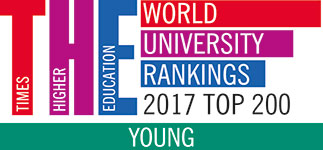 THE
TIMES
HIGHER
EDUCATION
WORLD
UNIVERSITY
RANKINGS
2017 TOP 200
YOUNG